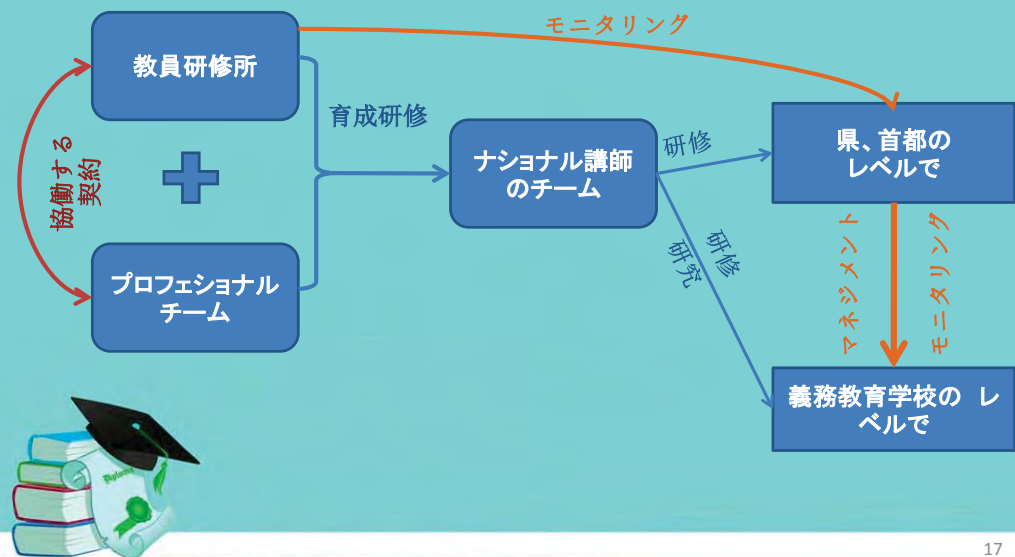 モニタリング
教員研修所
育成研修
協働する
契約
ナショナル講師
のチーム
研修
県、首都の
レベルで
プロフェショナル
チーム
研修
研究
マネジメント
モニタリング
義務教育学校の レ
ベルで
Diploma
17